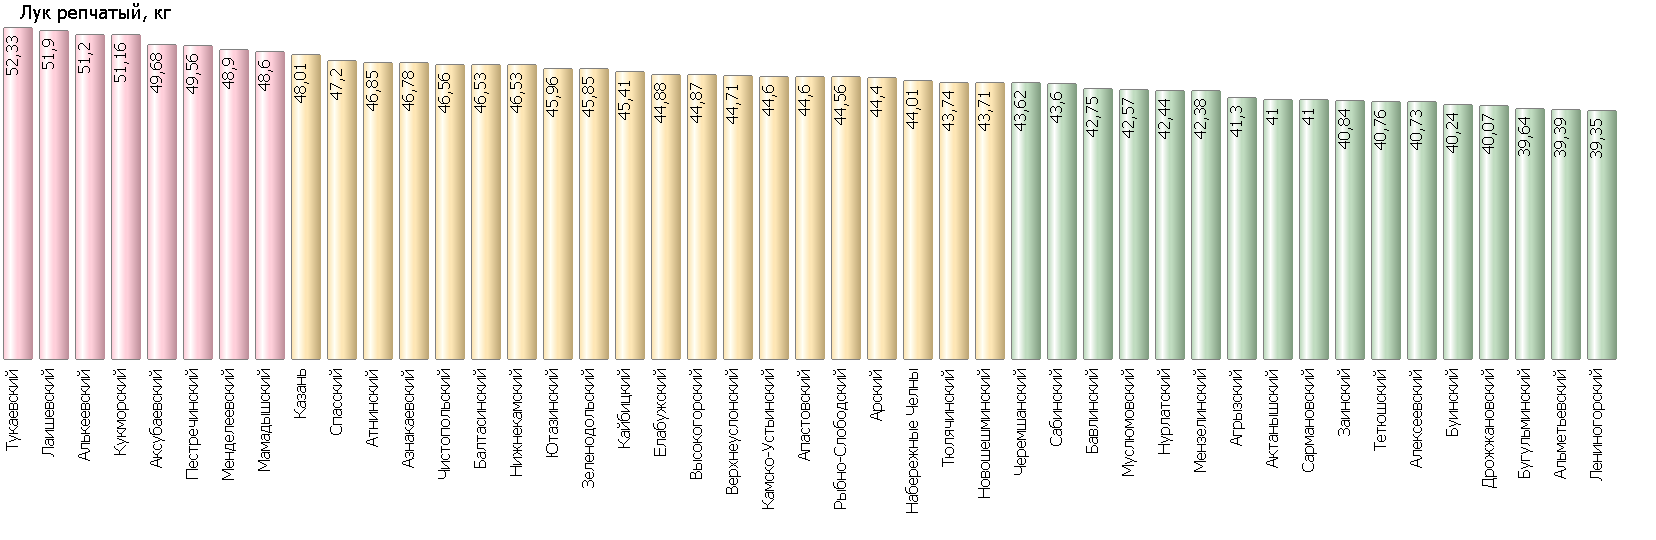 Лук репчатый, кг
52,33
51,9
51,2
51,16
49,68
49,56
48,9
48,6
48,01
47,2
46,85
46,78
46,56
46,53
46,53
45,96
45,85
45,41
44,88
44,87
44,71
44,6
44,6
44,56
44,4
44,01
43,74
43,71
43,62
43,6
42,75
42,57
42,44
42,38
41,3
41
41
40,84
40,76
40,73
40,24
40,07
39,64
39,39
39,35
Тукаевский
Лаишевский
Алькеевский
Кукморский
Аксубаевский
Пестречинский
Менделеевский
Мамадышский
Казань
Спасский
Атнинский
Азнакаевский
Чистопольский
Балтасинский
Нижнекамский
Ютазинский
Зеленодольский
Кайбицкий
Елабужский
Высокогорский
Верхнеуслонский
Камско-Устьинский
Апастовский
Рыбно-Слободский
Арский
Набережные Челны
Тюлячинский
Новошешминский
Черемшанский
Сабинский
Бавлинский
Муслюмовский
Нурлатский
Мензелинский
Агрызский
Актанышский
Сармановский
Заинский
Тетюшский
Алексеевский
Буинский
Дрожжановский
Бугульминский
Альметьевский
Лениногорский